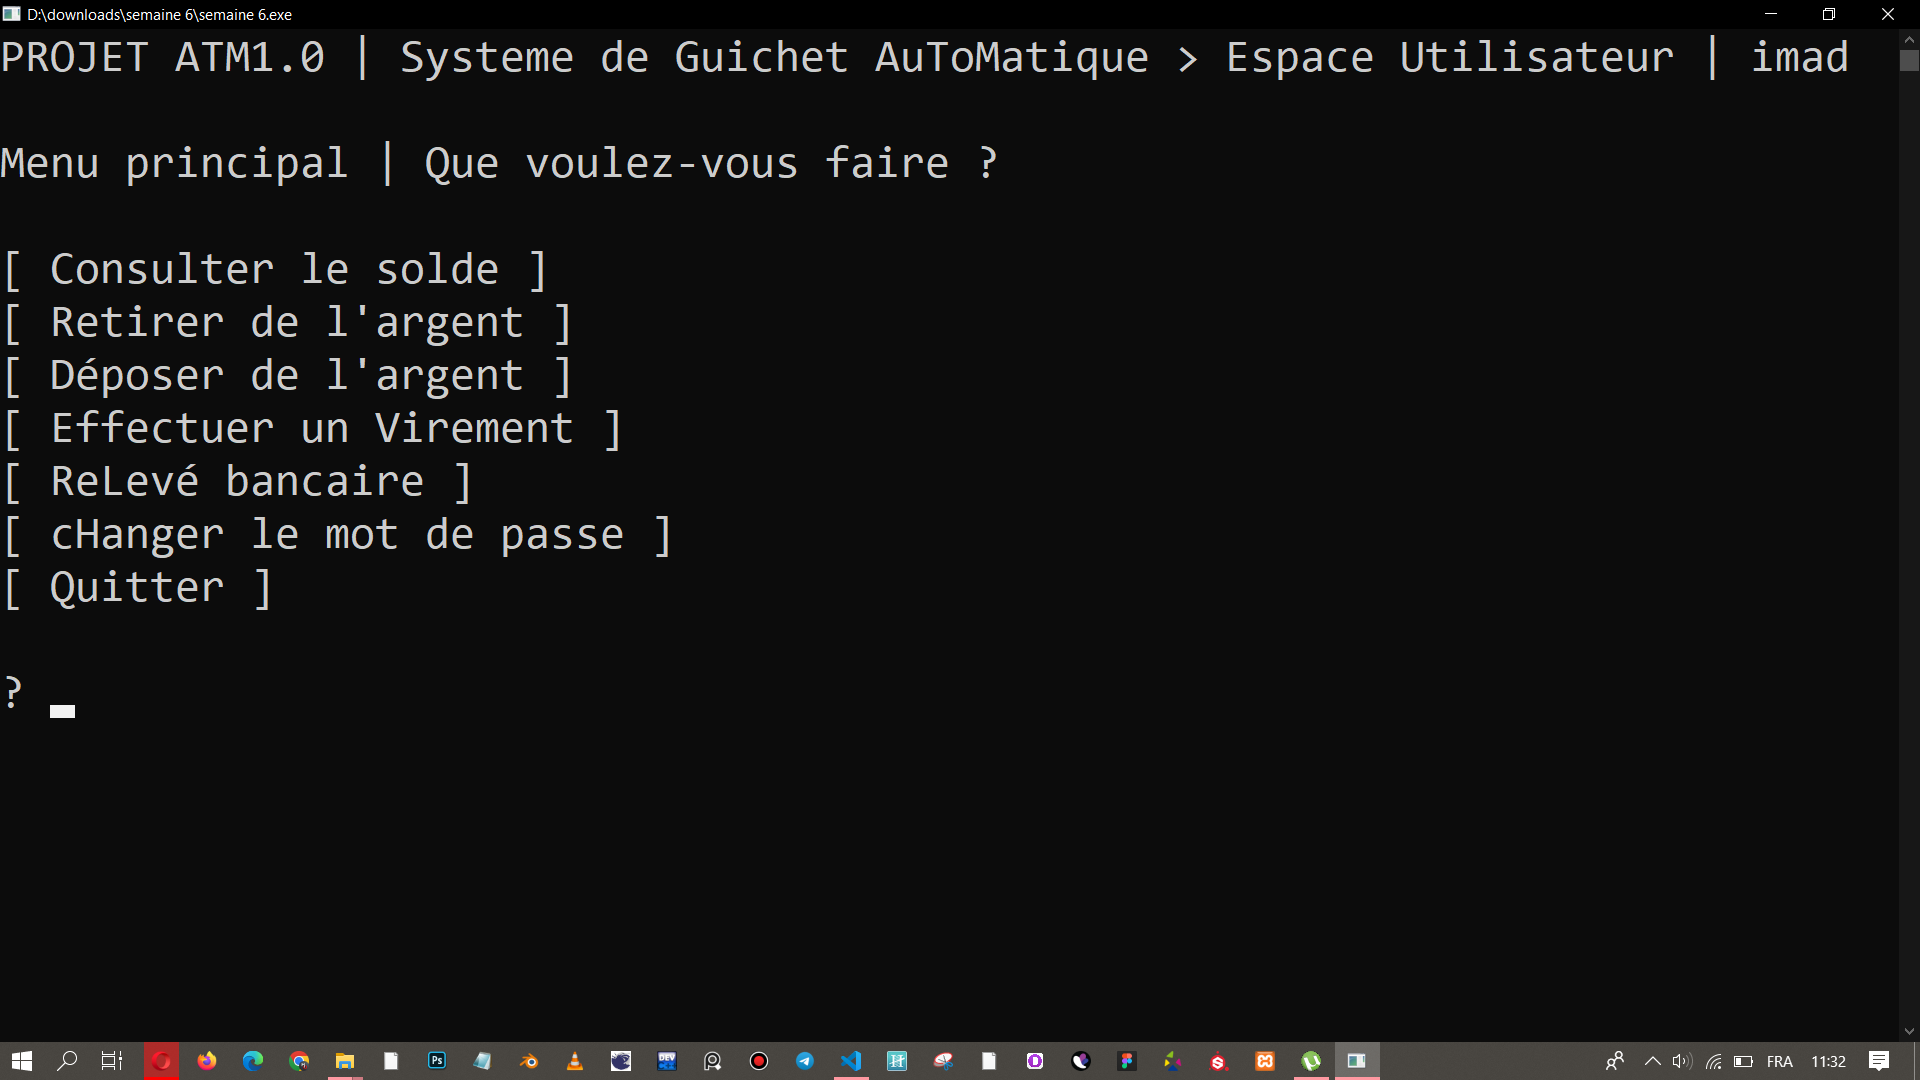 D:\downloads\semaine 6\semaine 6.exe
PROJET ATM1.0 | Systeme de Guichet AuToMatique > Espace Utilisateur | imad
Menu principal | Que voulez-vous faire ?
[ Consulter le solde ]
[ Retirer de l'argent ]
[ Déposer de l'argent ]
[ Effectuer un Virement ]
[ ReLevé bancaire ]
[ cHanger le mot de passe ]
[ Quitter ]
?
Ps
DEV
FRA
11:32